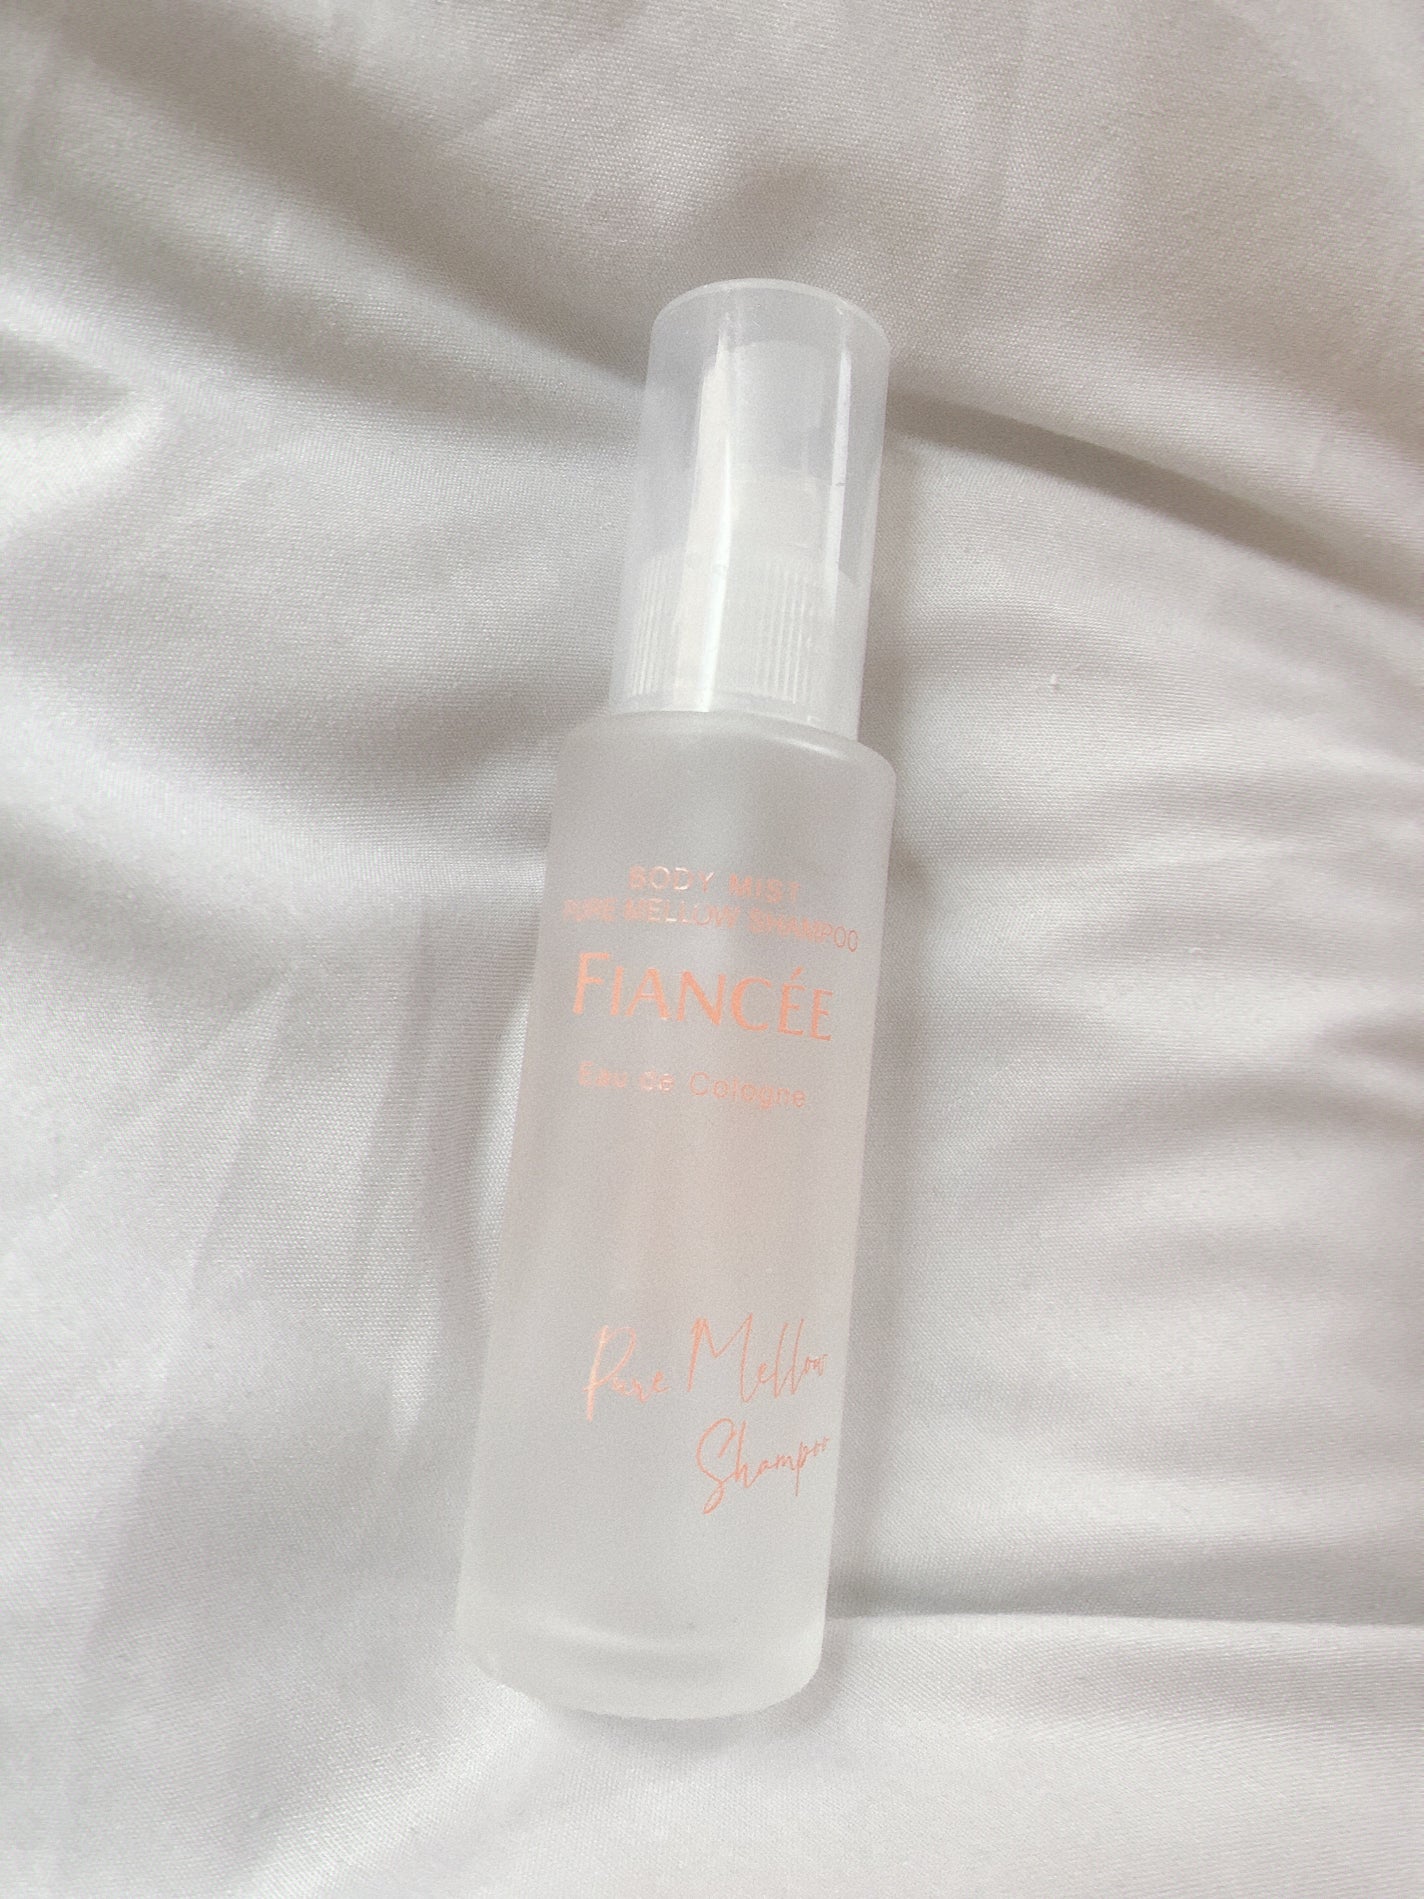 BODY MIST
PURE MELLOW SHAMPOO
FIANCÉE
Eau de Cologne
Pure Mellow
Shampoo